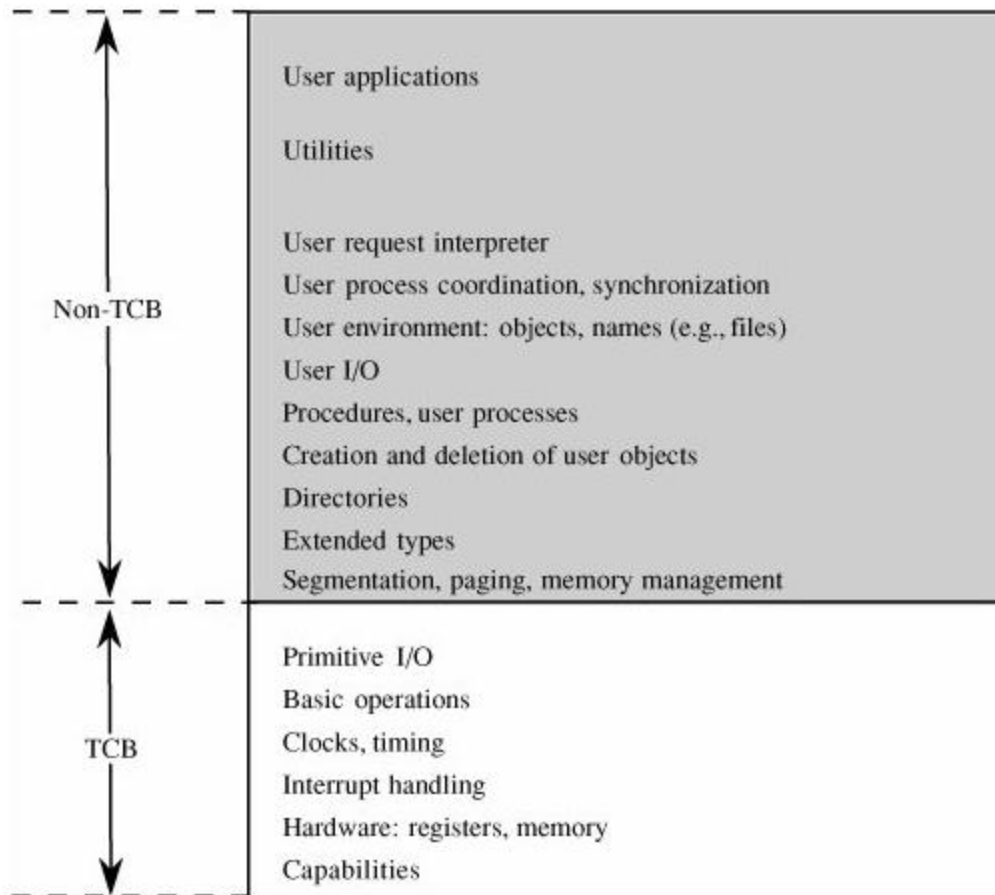 User applications
Utilities
User request interpreter
User process coordination, synchronization
User environment: objects, names (e.g., files)
Non-TCB
User I/O
Procedures, user processes
Creation and deletion of user objects
Directories
Extended types
Segmentation, paging, memory management
Primitive I/O
Basic operations
TCB
Clocks, timing
Interrupt handling
Hardware: registers, memory
Capabilities